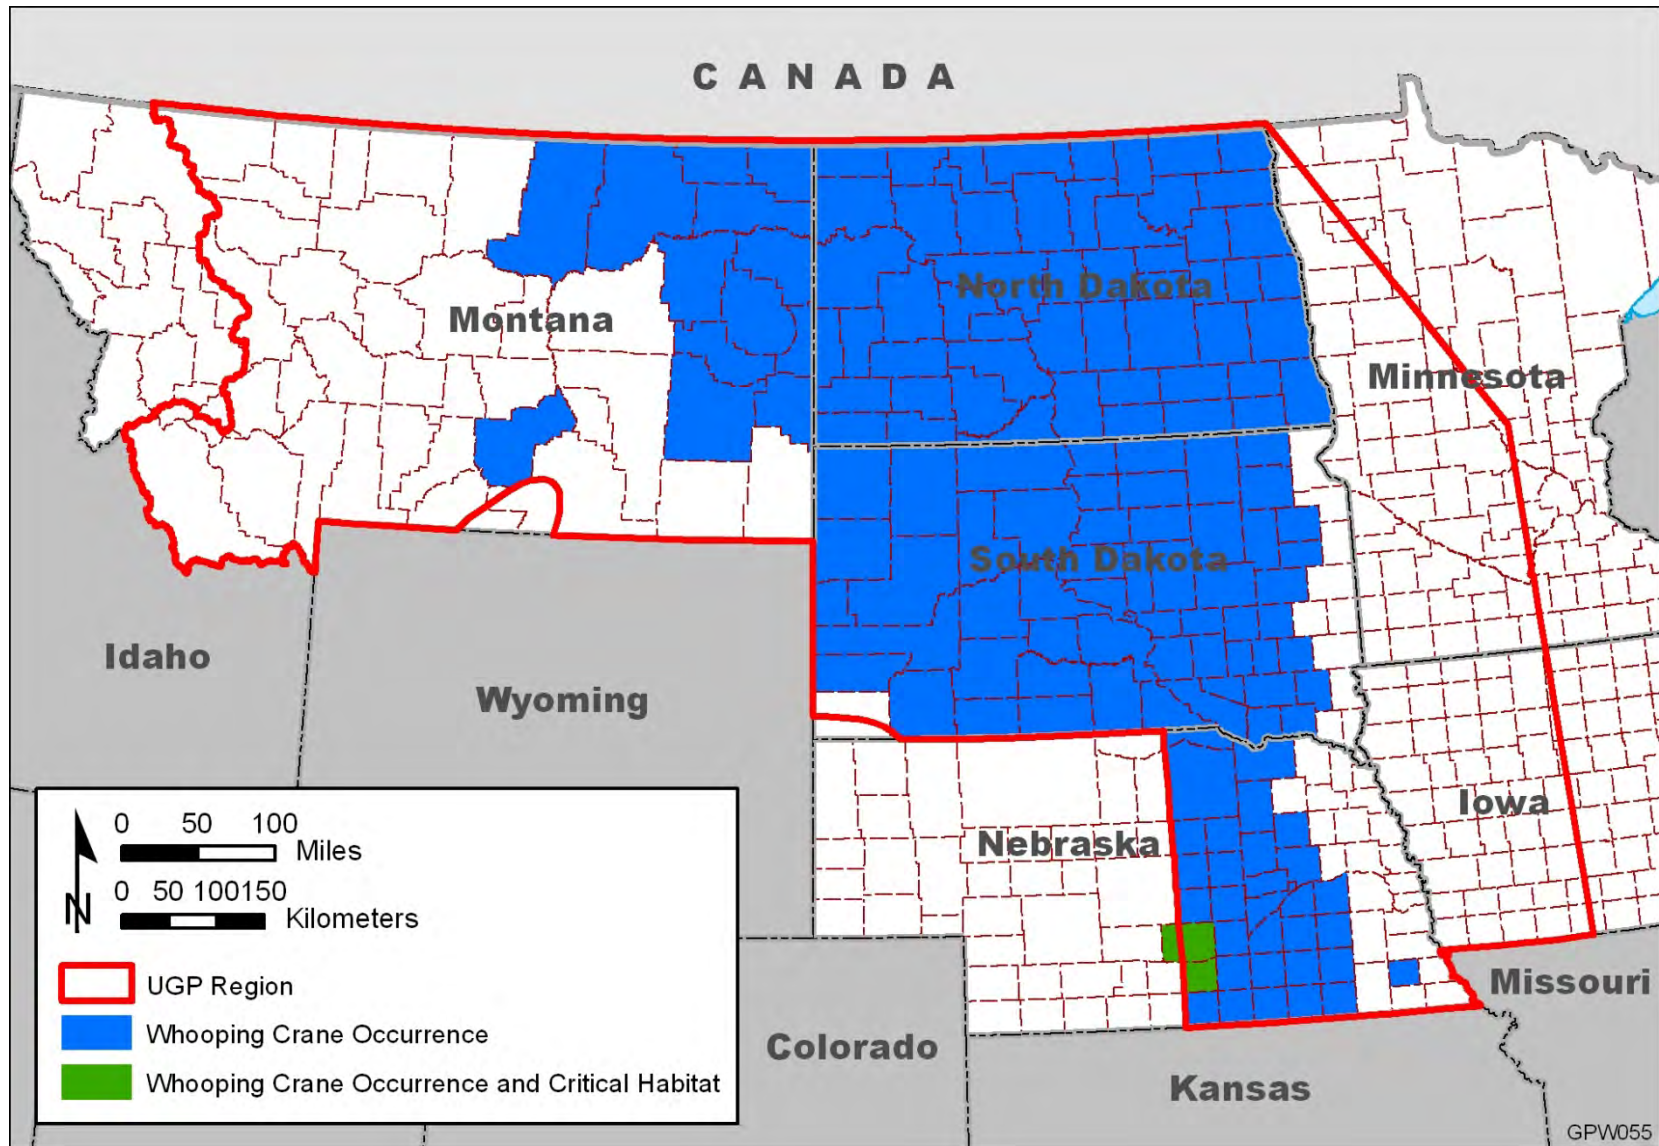 CANADA
North Dakota
Montana
Minnesota
South Dakota
Idaho
Wyoming
Iowa
Nebraska
Missouri
Colorado
Kansas
0 50 100
Miles
0 50 100150
Kilometers
N
UGP Region
Whooping Crane Occurrence
Whooping Crane Occurrence and Critical Habitat
GPW055